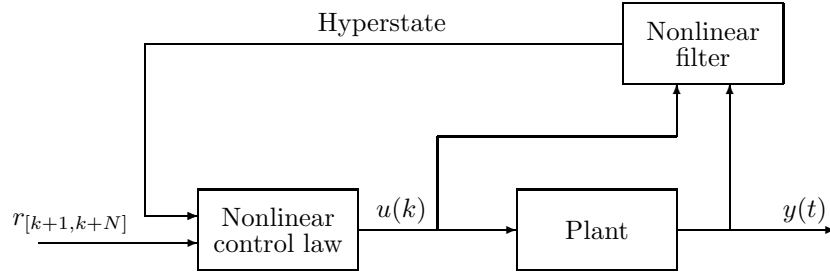 Hyperstate
Nonlinear
filter
r[k+1,k+N]
Nonlinear
control law
u(k)
Plant
y(t)